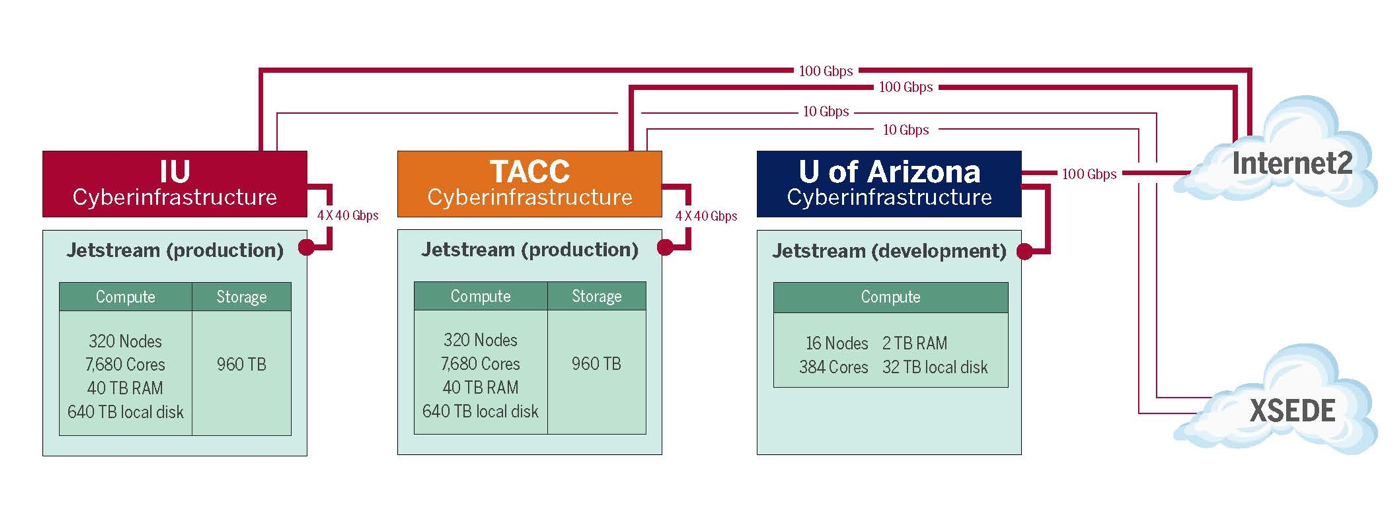 100 Gbps
100 Gbps
10 Gbps
10 Gbps
IU
Cyberinfrastructure
4 X 40 Gbps
Jetstream (production)
Compute Storage
320 Nodes
7,680 Cores
40 TB RAM
640 TB local disk
960 TB
TACC
Cyberinfrastructure
4 X 40 Gbps
Jetstream (production)
Compute Storage
320 Nodes
7,680 Cores
40 TB RAM
640 TB local disk
960 TB
U of Arizona
Cyberinfrastructure
100 Gbps
Jetstream (development)
Compute
16 Nodes 2 TB RAM
384 Cores 32 TB local disk
Internet2
XSEDE